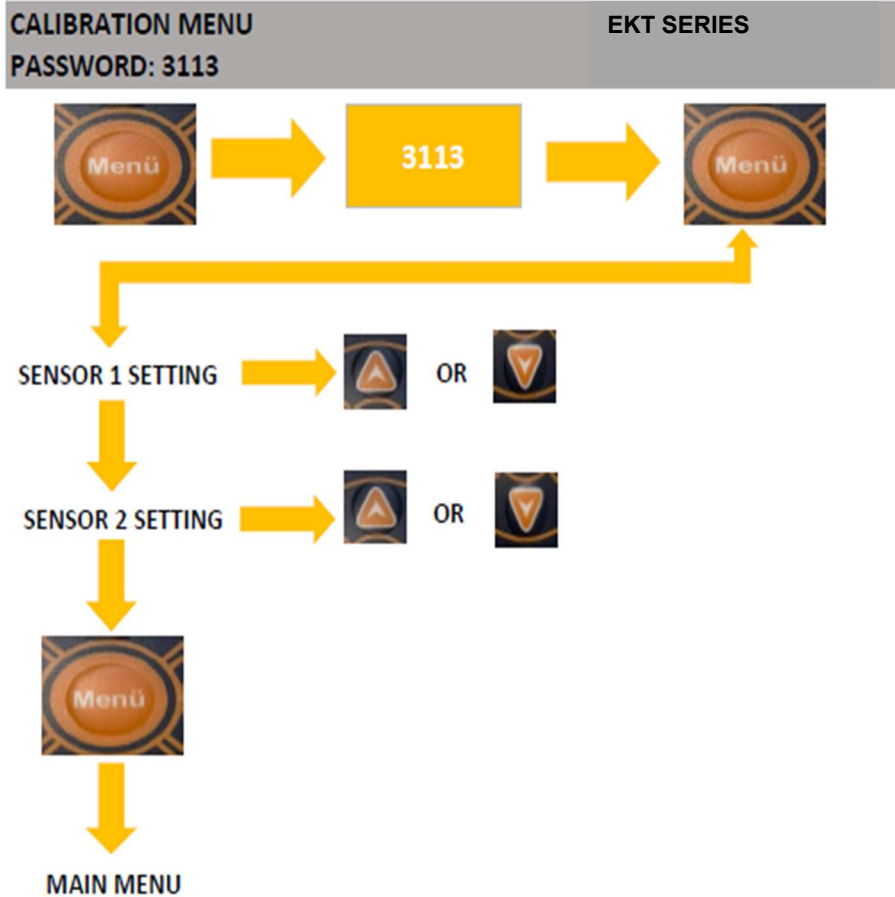 CALIBRATION MENU
EKT SERIES
PASSWORD: 3113
Menü
3113
Menü
SENSOR 1 SETTING
OR
SENSOR 2 SETTING
OR
Menü
MAIN MENU